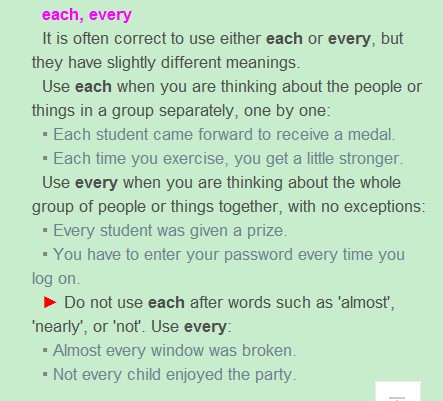 each, every
It is often correct to use either each or every, but
they have slightly different meanings.
Use each when you are thinking about the people or
things in a group separately, one by one:
▪ Each student came forward to receive a medal.
▪ Each time you exercise, you get a little stronger.
Use every when you are thinking about the whole
group of people or things together, with no exceptions:
▪ Every student was given a prize.
▪ You have to enter your password every time you
log on.
► Do not use each after words such as 'almost',
'nearly', or 'not'. Use every:
▪ Almost every window was broken.
▪ Not every child enjoyed the party.